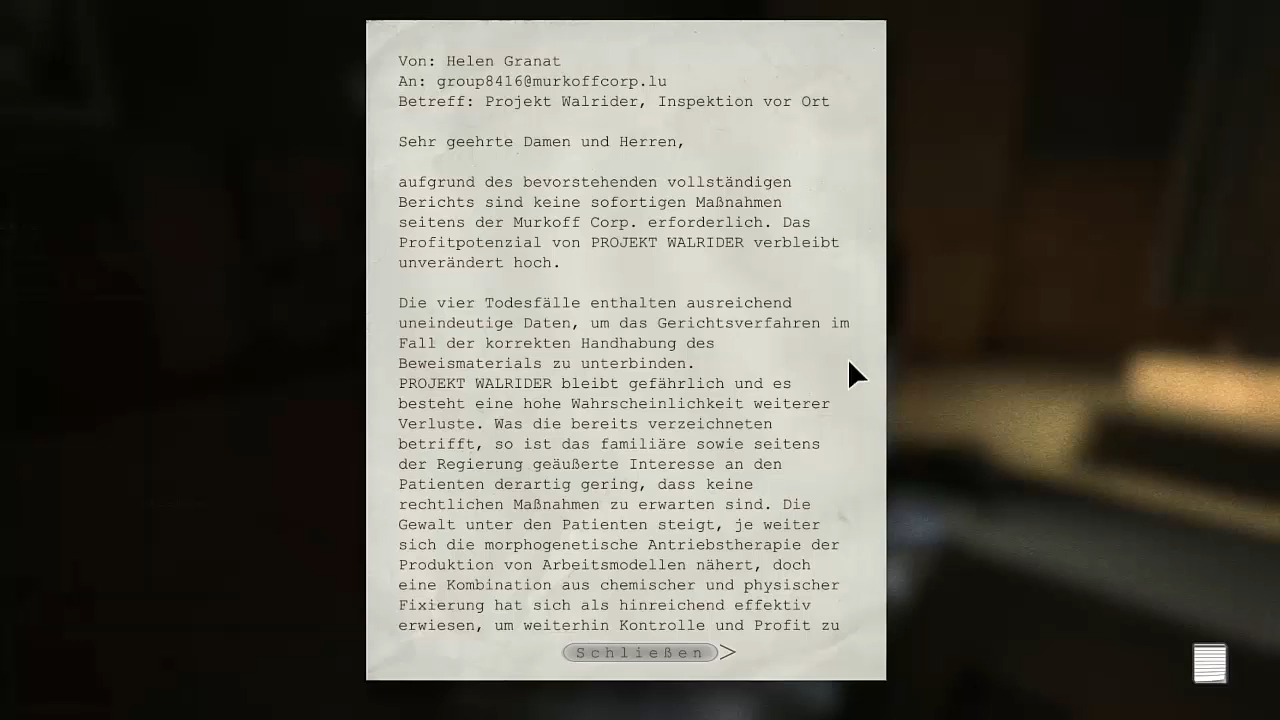 Von: Helen Granat
An: group8416@murkoffcorp.lu
Betreff: Projekt Walrider, Inspektion vor Ort
Sehr geehrte Damen und Herren,
aufgrund des bevorstehenden vollständigen
Berichts sind keine sofortigen Maßnahmen
seitens der Murkoff Corp. erforderlich. Das
Profitpotenzial von PROJEKT WALRIDER verbleibt
unverändert hoch.
Die vier Todesfälle enthalten ausreichend
uneindeutige Daten, um das Gerichtsverfahren im
Fall der korrekten Handhabung des
Beweismaterials zu unterbinden.
PROJEKT WALRIDER bleibt gefährlich und es
besteht eine hohe Wahrscheinlichkeit weiterer
Verluste. Was die bereits verzeichneten
betrifft, so ist das familiäre sowie seitens
der Regierung geäußerte Interesse an den
Patienten derartig gering, dass keine
rechtlichen Maßnahmen zu erwarten sind. Die
Gewalt unter den Patienten steigt, je weiter
sich die morphogenetische Antriebstherapie der
Produktion von Arbeitsmodellen nähert, doch
eine Kombination aus chemischer und physischer
Fixierung hat sich als hinreichend effektiv
erwiesen, um weiterhin Kontrolle und Profit zu
Schließen >